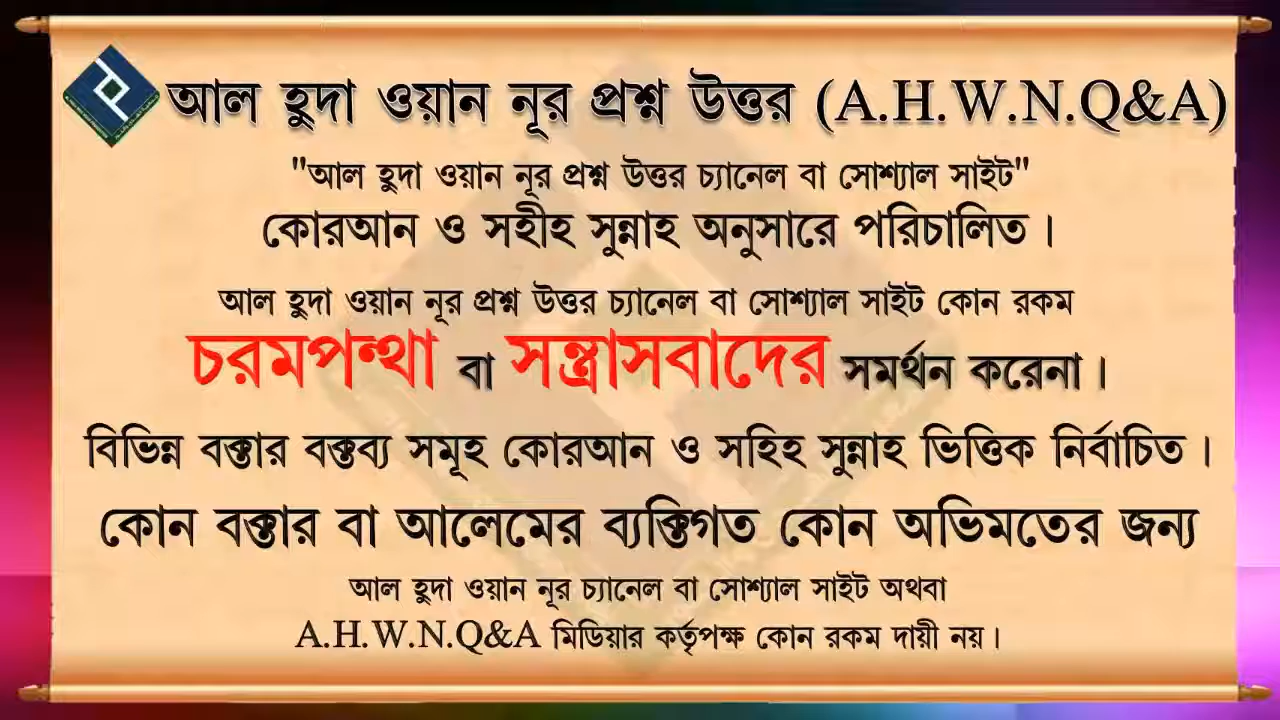 আল হুদা ওয়ান নূর প্রশ্ন উত্তর (A.H.W.N.Q&A)
"আল হুদা ওয়ান নূর প্রশ্ন উত্তর চ্যানেল বা সোশ্যাল সাইট"
কোরআন ও সহীহ সুন্নাহ অনুসারে পরিচালিত।
আল হুদা ওয়ান নূর প্রশ্ন উত্তর চ্যানেল বা সোশ্যাল সাইট কোন রকম
চরমপন্থা বা সন্ত্রাসবাদের সমর্থন করেনা।
বিভিন্ন বক্তার বক্তব্য সমূহ কোরআন ও সহিহ সুন্নাহ ভিত্তিক নির্বাচিত।
কোন বক্তার বা আলেমের ব্যক্তিগত কোন অভিমতের জন্য
আল হুদা ওয়ান নূর চ্যানেল বা সোশ্যাল সাইট অথবা
A.H.W.N.Q&A মিডিয়ার কর্তৃপক্ষ কোন রকম দায়ী নয়।